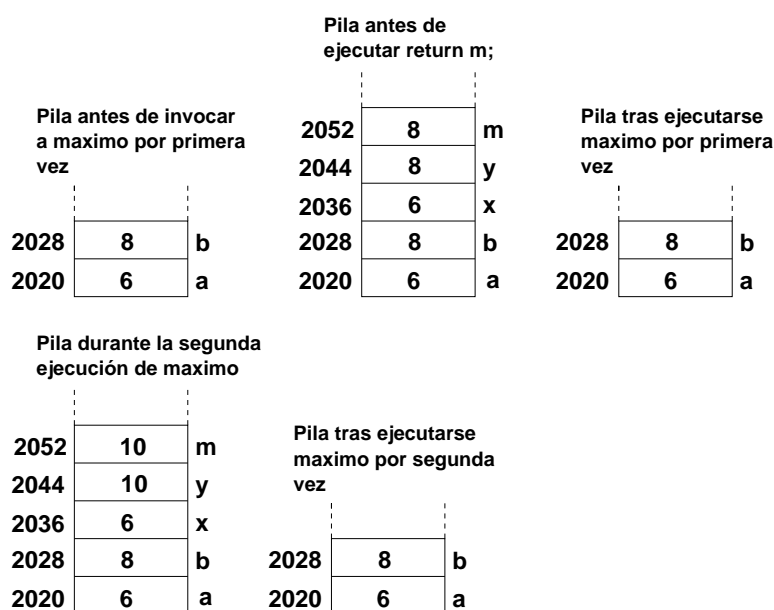 Pila antes de
ejecutar return m;
Pila antes de invocar
a maximo por primera
vez
2028 8 b
2020 6 a
2052 8 m
2044 8 y
2036 6 x
2028 8 b
2020 6 a
Pila tras ejecutarse
maximo por primera
vez
2028 8 b
2020 6 a
Pila durante la segunda
ejecución de maximo
2052 10 m
2044 10 y
2036 6 x
2028 8 b
2020 6 a
Pila tras ejecutarse
maximo por segunda
vez
2028 8 b
2020 6 a